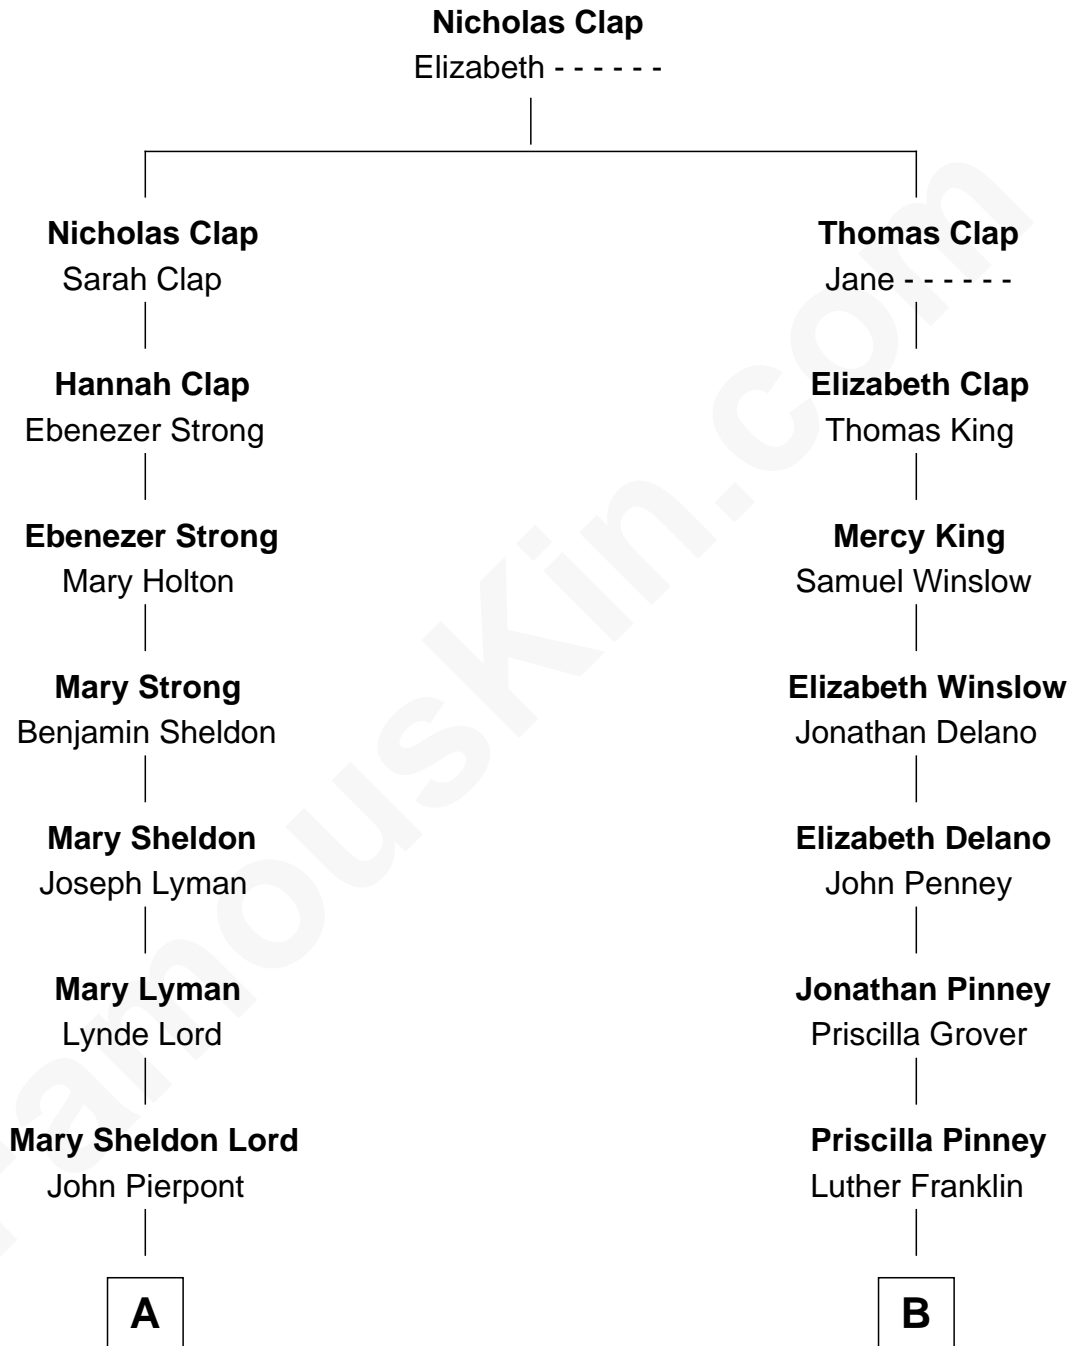 Nicholas Clap
Elizabeth - - - - - -
Nicholas Clap
Sarah Clap
Thomas Clap
Jane - - - - - -
Hannah Clap
Ebenezer Strong
Elizabeth Clap
Thomas King
Ebenezer Strong
Mary Holton
Mercy King
Samuel Winslow
Mary Strong
Benjamin Sheldon
Elizabeth Winslow
Jonathan Delano
Mary Sheldon
Joseph Lyman
Elizabeth Delano
John Penney
Mary Lyman
Lynde Lord
Jonathan Pinney
Priscilla Grover
Mary Sheldon Lord
John Pierpont
Priscilla Pinney
Luther Franklin
A
B
FamousKin.com